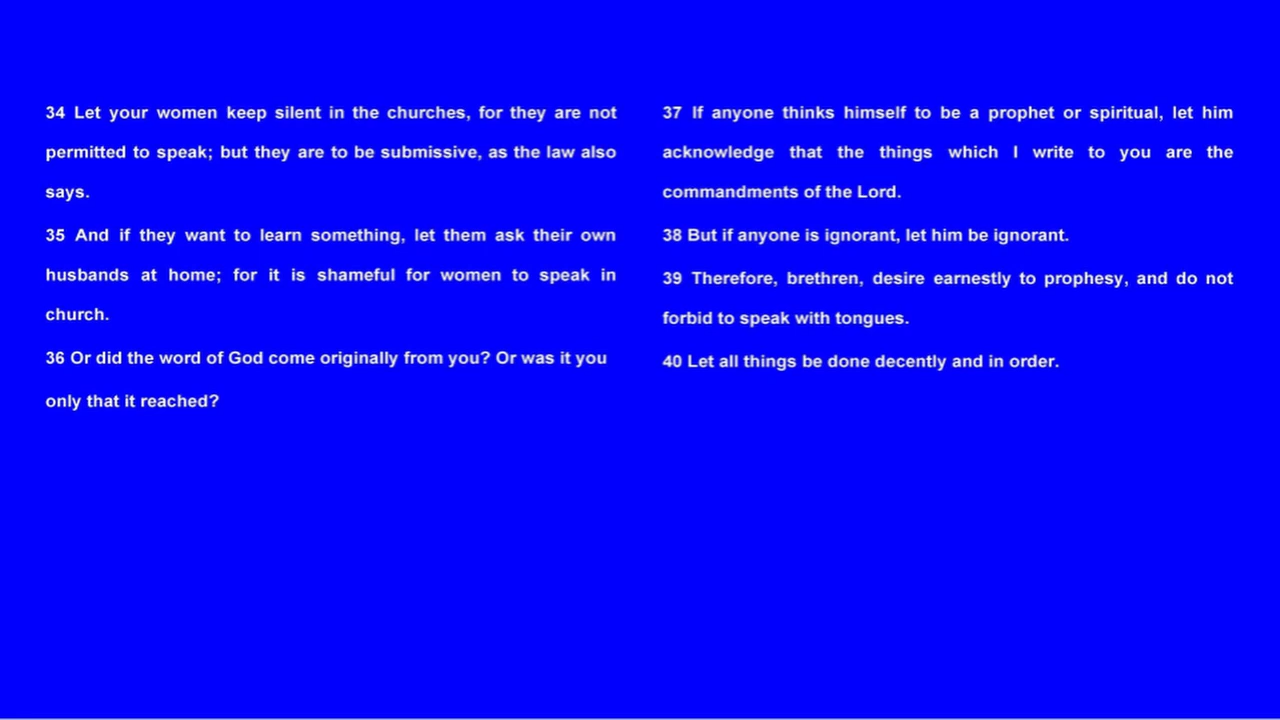 34 Let your women keep silent in the churches, for they are not
permitted to speak; but they are to be submissive, as the law also
says.
35 And if they want to learn something, let them ask their own
husbands at home; for it is shameful for women to speak in
church.
36 Or did the word of God come originally from you? Or was it you
only that it reached?
37 If anyone thinks himself to be a prophet or spiritual, let him
acknowledge that the things which I write to you are the
commandments of the Lord.
38 But if anyone is ignorant, let him be ignorant.
39 Therefore, brethren, desire earnestly to prophesy, and do not
forbid to speak with tongues.
40 Let all things be done decently and in order.